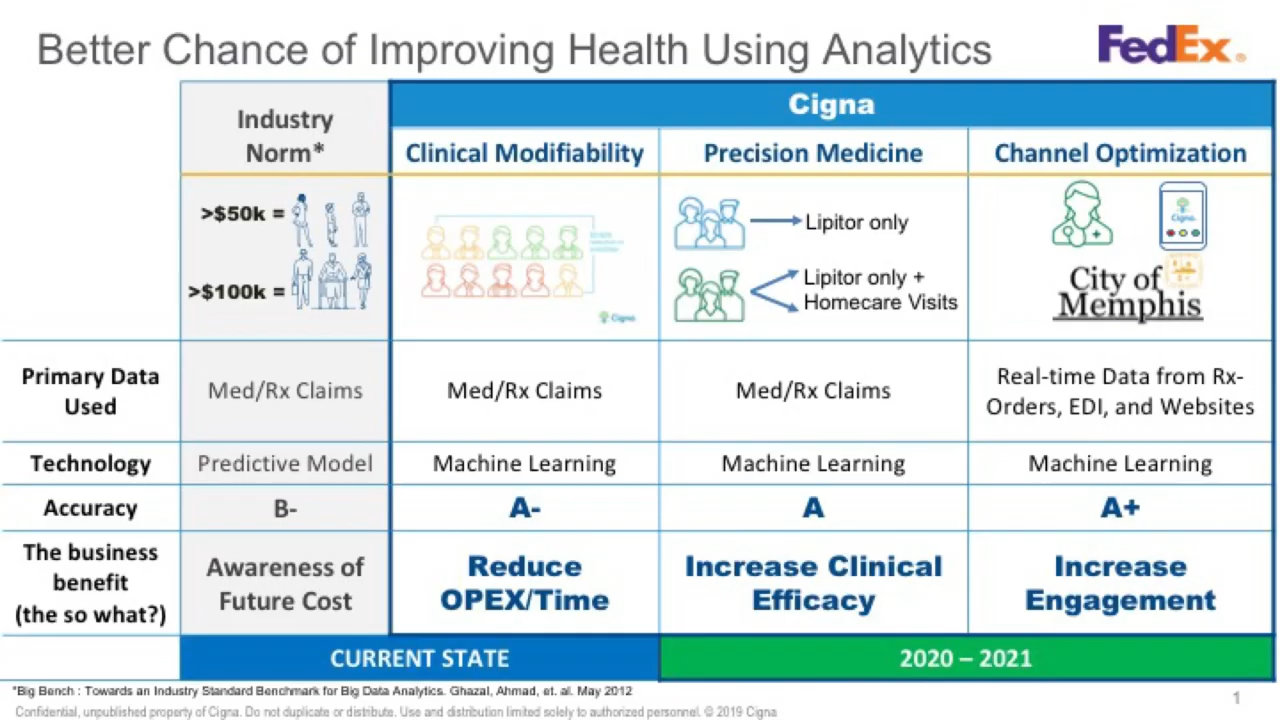 Better Chance of Improving Health Using Analytics
FedEx®
Industry
Norm*
Cigna
Clinical Modifiability
Precision Medicine
Channel Optimization
>$50k =
>$100k =
Cigna
Lipitor only
Lipitor only +
Homecare Visits
Cigna
City of
Memphis
Primary Data
Used
Med/Rx Claims
Med/Rx Claims
Med/Rx Claims
Real-time Data from Rx-
Orders, EDI, and Websites
Technology
Predictive Model
Machine Learning
Machine Learning
Machine Learning
Accuracy
B-
A-
A
A+
The business
benefit
(the so what?)
Awareness of
Future Cost
Reduce
OPEX/Time
Increase Clinical
Efficacy
Increase
Engagement
CURRENT STATE
2020 – 2021
*Big Bench : Towards an Industry Standard Benchmark for Big Data Analytics. Ghazal, Ahmad, et. al. May 2012
Confidential, unpublished property of Cigna. Do not duplicate or distribute. Use and distribution limited solely to authorized personnel. © 2019 Cigna
1